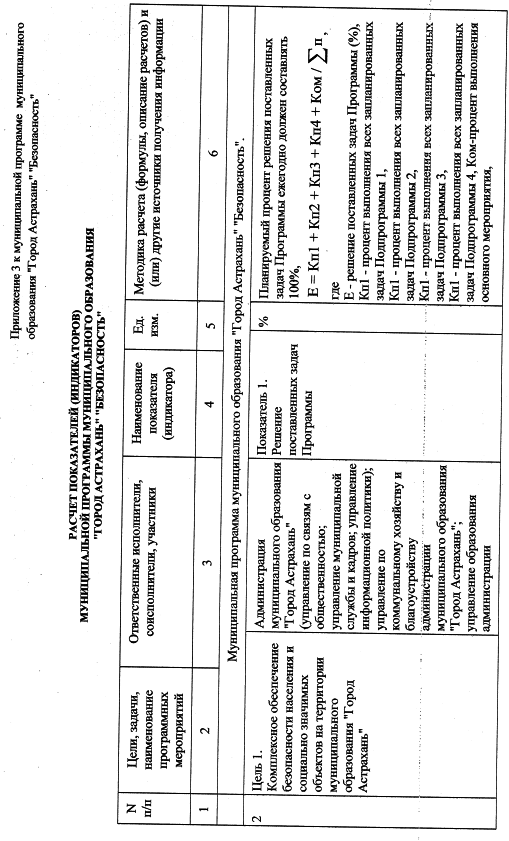 Приложение 3 к муниципальной программе муниципального
образования "Город Астрахань" "Безопасность"
РАСЧЕТ ПОКАЗАТЕЛЕЙ (ИНДИКАТОРОВ)
МУНИЦИПАЛЬНОЙ ПРОГРАММЫ МУНИЦИПАЛЬНОГО ОБРАЗОВАНИЯ
"ГОРОД АСТРАХАНЬ" "БЕЗОПАСНОСТЬ"
N
п/п
Цели, задачи,
наименование
программных
мероприятий
Ответственные исполнители,
соисполнители, участники
Наименование
показателя
(индикатора)
Ед.
изм.
Методика расчета (формулы, описание расчетов) и
(или) другие источники получения информации
1
2
3
4
5
6
Муниципальная программа муниципального образования "Город Астрахань" "Безопасность".
2
Цель 1.
Комплексное обеспечение
безопасности населения и
социально значимых
объектов на территории
муниципального
образования "Город
Астрахань"
Администрация
муниципального образования
"Город Астрахань"
(управление по связям с
общественностью;
управление муниципальной
службы и кадров; управление
информационной политики);
управление по
коммунальному хозяйству и
благоустройству
администрации
муниципального образования
"Город Астрахань";
управление образования
администрации
Показатель 1.
Решение
поставленных задач
Программы
%
Планируемый процент решения поставленных
задач Программы ежегодно должен составлять
100%,
E = Кп1 + Кп2 + Кп3 + Кп4 + Ком / ∑ п ,
где
E - решение поставленных задач Программы (%),
Кп1 - процент выполнения всех запланированных
задач Подпрограммы 1,
Кп1 - процент выполнения всех запланированных
задач Подпрограммы 2,
Кп1 - процент выполнения всех запланированных
задач Подпрограммы 3,
Кп1 - процент выполнения всех запланированных
задач Подпрограммы 4, Ком-процент выполнения
основного мероприятия,